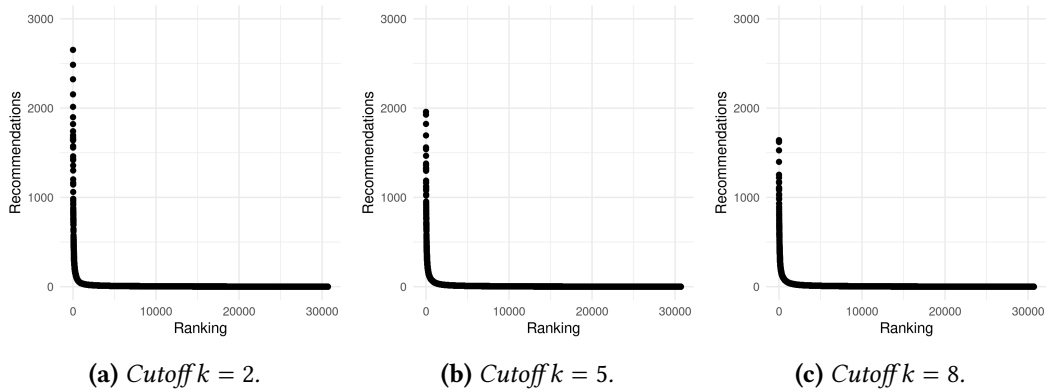 3000
2000
1000
0
Recommendations
0 10000 20000 30000
Ranking
(a) Cutoff k = 2.
3000
2000
1000
0
Recommendations
0 10000 20000 30000
Ranking
(b) Cutoff k = 5.
3000
2000
1000
0
Recommendations
0 10000 20000 30000
Ranking
(c) Cutoff k = 8.